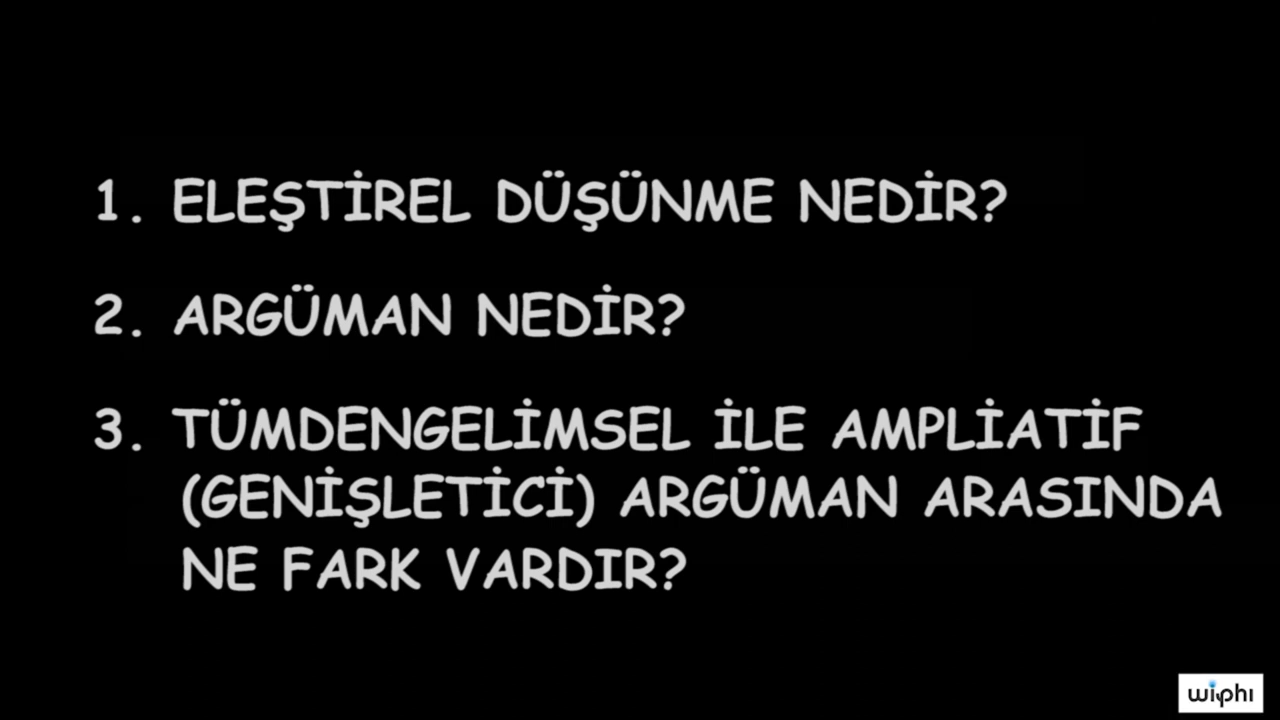 1. ELEŞTİREL DÜŞÜNME NEDİR?
2. ARGÜMAN NEDİR?
3. TÜMDENGELİMSEL İLE AMPLİATİF
(GENİŞLETİCİ) ARGÜMAN ARASINDA
NE FARK VARDIR?
wiphi